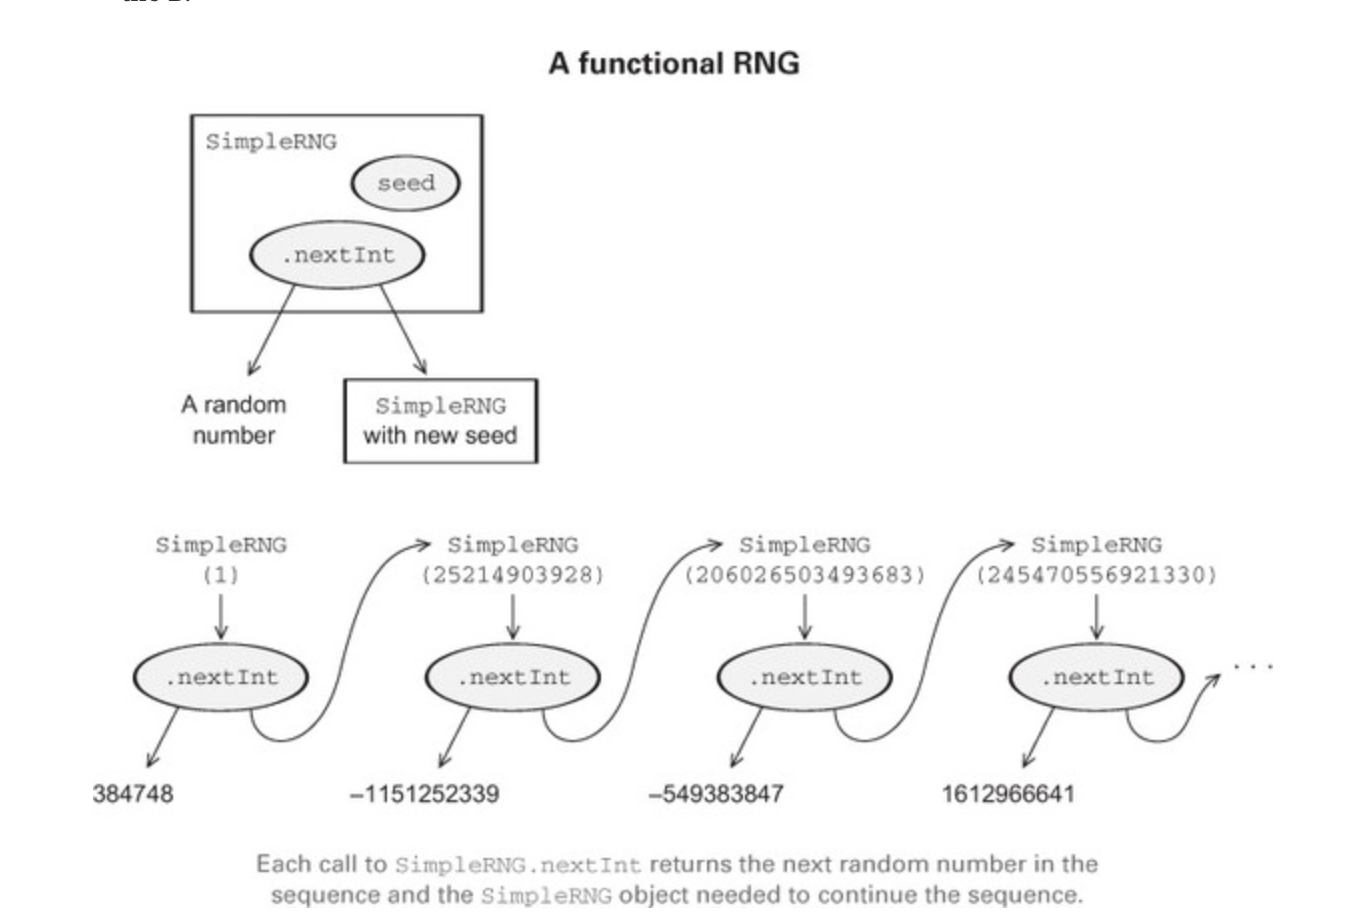 A functional RNG
SimpleRNG
seed
.nextInt
A random
number
SimpleRNG
with new seed
SimpleRNG
(1)
SimpleRNG
(25214903928)
SimpleRNG
(206026503493683)
SimpleRNG
(245470556921330)
.nextInt
.nextInt
.nextInt
.nextInt
. . .
384748
–1151252339
–549383847
1612966641
Each call to SimpleRNG.nextInt returns the next random number in the
sequence and the SimpleRNG object needed to continue the sequence.